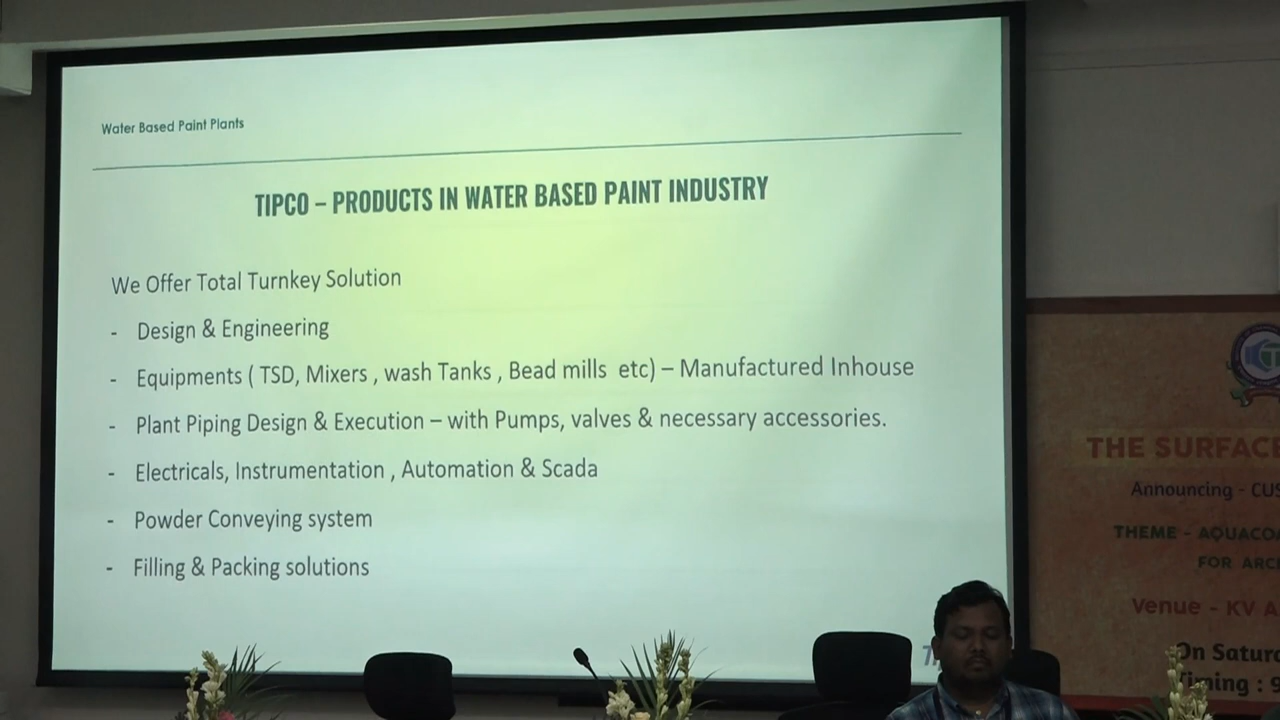 Water Based Paint Plants
TIPCO – PRODUCTS IN WATER BASED PAINT INDUSTRY
We Offer Total Turnkey Solution
- Design & Engineering
- Equipments ( TSD, Mixers , wash Tanks , Bead mills etc) – Manufactured Inhouse
- Plant Piping Design & Execution – with Pumps, valves & necessary accessories.
- Electricals, Instrumentation , Automation & Scada
- Powder Conveying system
- Filling & Packing solutions
THE SURFACE
Announcing -
THEME -
FOR
Venue - KV
On
Timing : 9